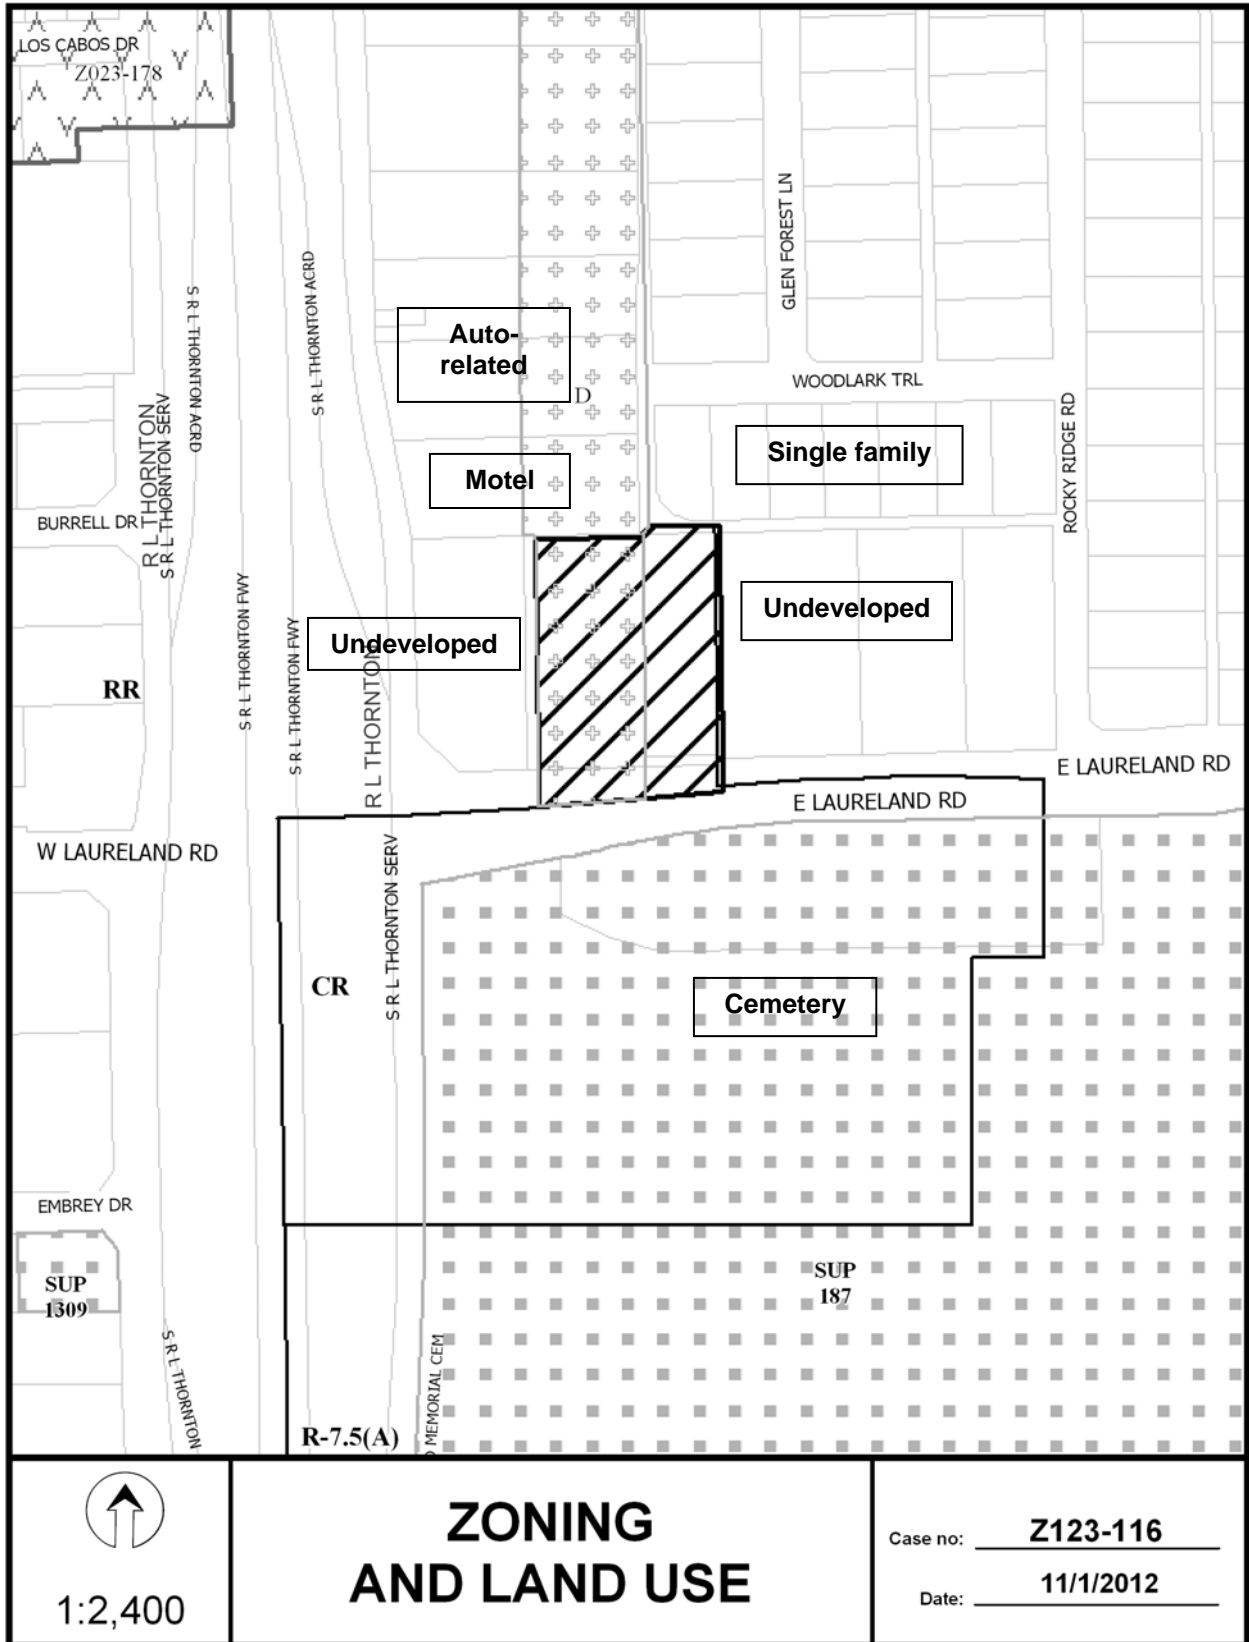 LOS CABOS DR
Z023-178
GLEN FOREST LN
S R L THORNTON ACRD
S R L THORNTON ACRD
Auto-
related
D
WOODLARK TRL
ROCKY RIDGE RD
R L THORNTON
S R L THORNTON SERV
Single family
Motel
BURRELL DR
S R L THORNTON FWY
S R L THORNTON FWY
Undeveloped
Undeveloped
R L THORNTON
RR
E LAURELAND RD
E LAURELAND RD
W LAURELAND RD
S R L THORNTON SERV
CR
Cemetery
EMBREY DR
SUP
1309
SUP
187
S R L THORNTON
MEMORIAL CEM
R-7.5(A)
1:2,400
ZONING
AND LAND USE
Case no: Z123-116
Date: 11/1/2012